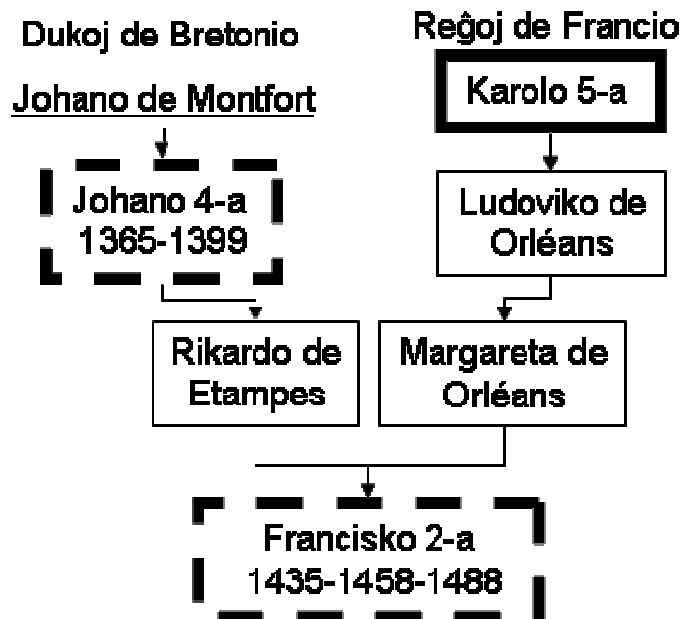 Dukoj de Bretonio
Reĝoj de Francio
Johano de Montfort
Karolo 5-a
Johano 4-a
1365-1399
Ludoviko de
Orléans
Rikardo de
Etampes
Margareta de
Orléans
Francisko 2-a
1435-1458-1488